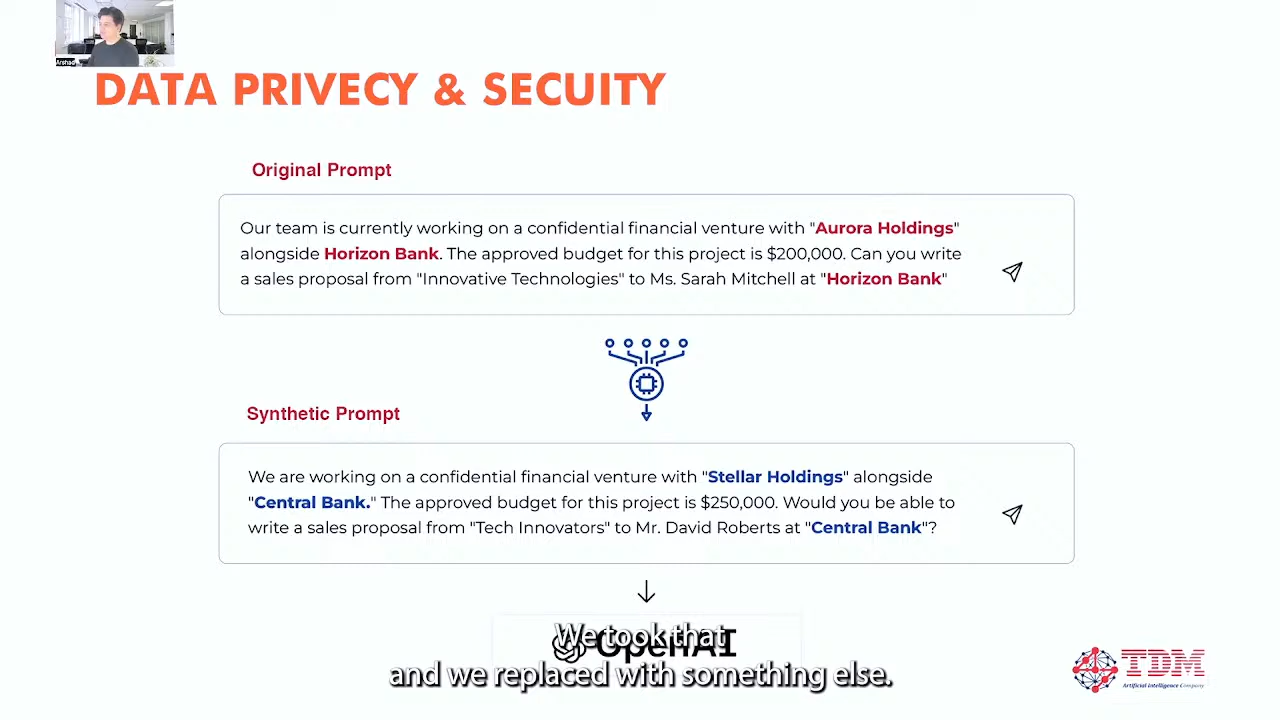 Arshad
DATA PRIVECY & SECUITY
Original Prompt
Our team is currently working on a confidential financial venture with "Aurora Holdings"
alongside Horizon Bank. The approved budget for this project is $200,000. Can you write
a sales proposal from "Innovative Technologies" to Ms. Sarah Mitchell at "Horizon Bank"
Synthetic Prompt
We are working on a confidential financial venture with "Stellar Holdings" alongside
"Central Bank." The approved budget for this project is $250,000. Would you be able to
write a sales proposal from "Tech Innovators" to Mr. David Roberts at "Central Bank"?
OpenAI
We took that
and we replaced with something else.
TDM
Artificial Intelligence Company